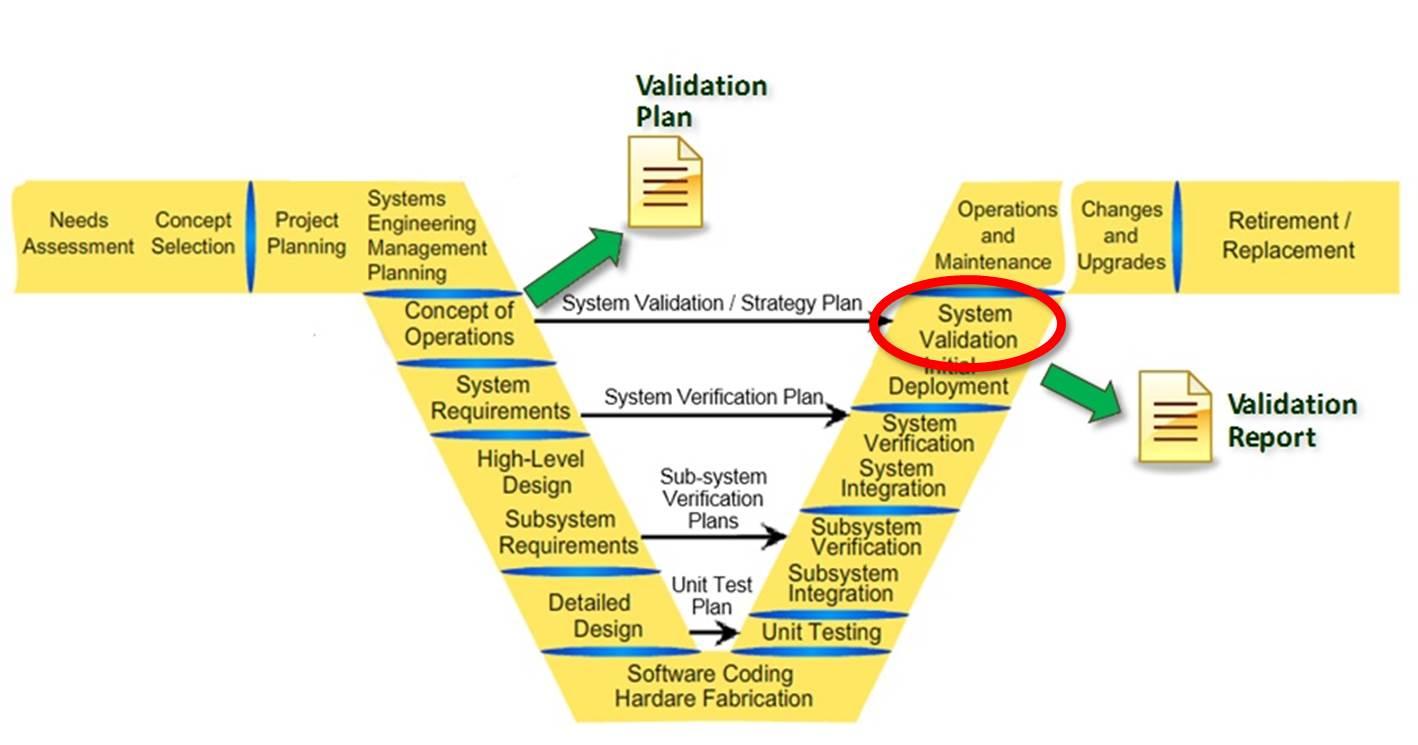 Validation
Plan
Needs
Assessment
Concept
Selection
Project
Planning
Systems
Engineering
Management
Planning
Operations
and
Maintenance
Changes
and
Upgrades
Retirement /
Replacement
Concept of
Operations
System Validation / Strategy Plan
System
Validation
Initial
Deployment
Validation
Report
System
Requirements
System Verification Plan
System
Verification
System
Integration
High-Level
Design
Subsystem
Requirements
Sub-system
Verification
Plans
Subsystem
Verification
Subsystem
Integration
Detailed
Design
Unit Test
Plan
Unit Testing
Software Coding
Hardare Fabrication